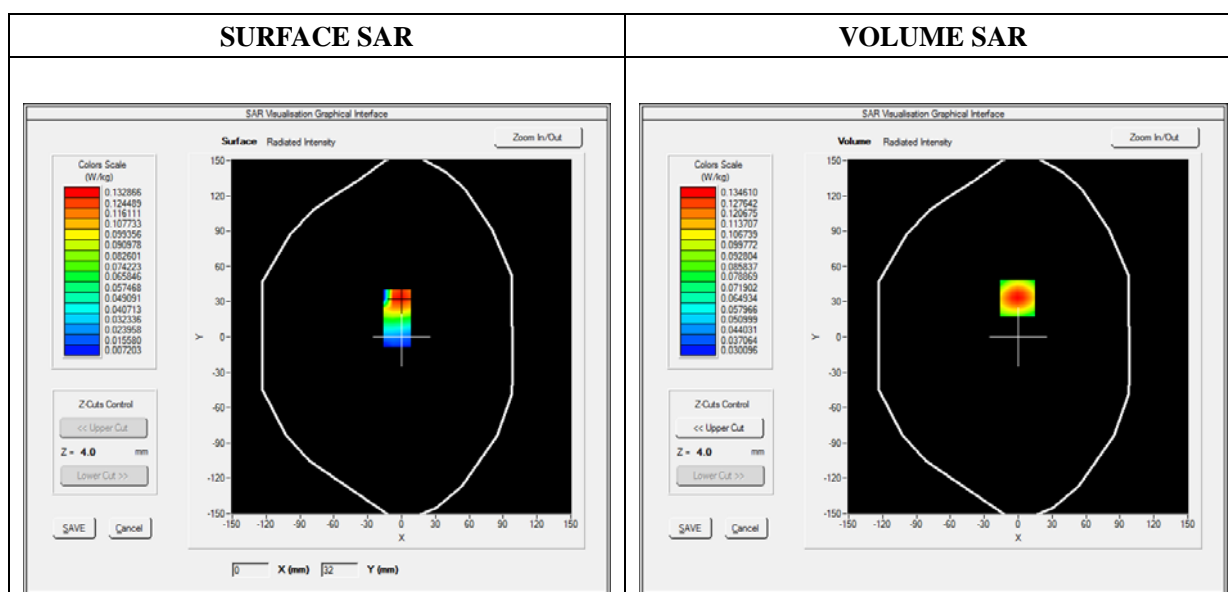 SURFACE SAR
VOLUME SAR
SAR Visualisation Graphical Interface
Surface Radiated Intensity
Zoom In/Out
Colors Scale
(W/kg)
0.132866
0.124489
0.116111
0.107733
0.099356
0.090978
0.082601
0.074223
0.065846
0.057468
0.049091
0.040713
0.032336
0.023958
0.015580
0.007203
Z-Cuts Control
<< Upper Cut
Z = 4.0 mm
Lower Cut >>
SAVE Cancel
150
120
90
60
30
0
-30
-60
-90
-120
-150
Y
-150 -120 -90 -60 -30 0 30 60 90 120 150
X
0 X (mm) 32 Y (mm)
SAR Visualisation Graphical Interface
Volume Radiated Intensity
Zoom In/Out
Colors Scale
(W/kg)
0.134610
0.127642
0.120675
0.113707
0.106739
0.099772
0.092804
0.085837
0.078869
0.071902
0.064934
0.057966
0.050999
0.044031
0.037064
0.030096
Z-Cuts Control
<< Upper Cut
Z = 4.0 mm
Lower Cut >>
SAVE Cancel
150
120
90
60
30
0
-30
-60
-90
-120
-150
Y
-150 -120 -90 -60 -30 0 30 60 90 120 150
X